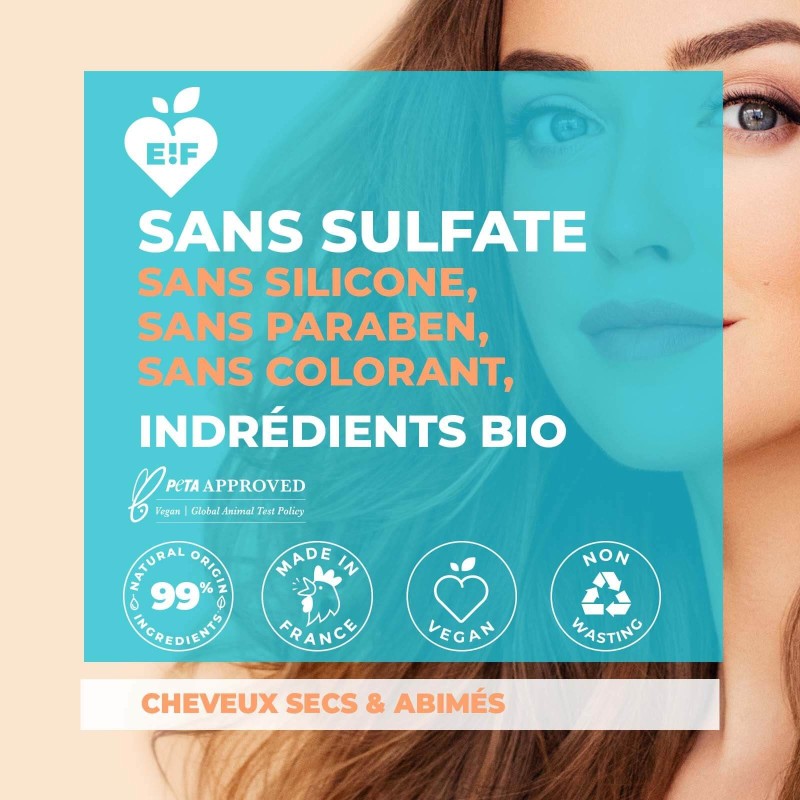 E!F
SANS SULFATE
SANS SILICONE,
SANS PARABEN,
SANS COLORANT,
INDRÉDIENTS BIO
PETA APPROVED
Vegan | Global Animal Test Policy
NATURAL ORIGIN
99%
INGREDIENTS
MADE IN
FRANCE
VEGAN
NON
WASTING
CHEVEUX SECS & ABIMÉS